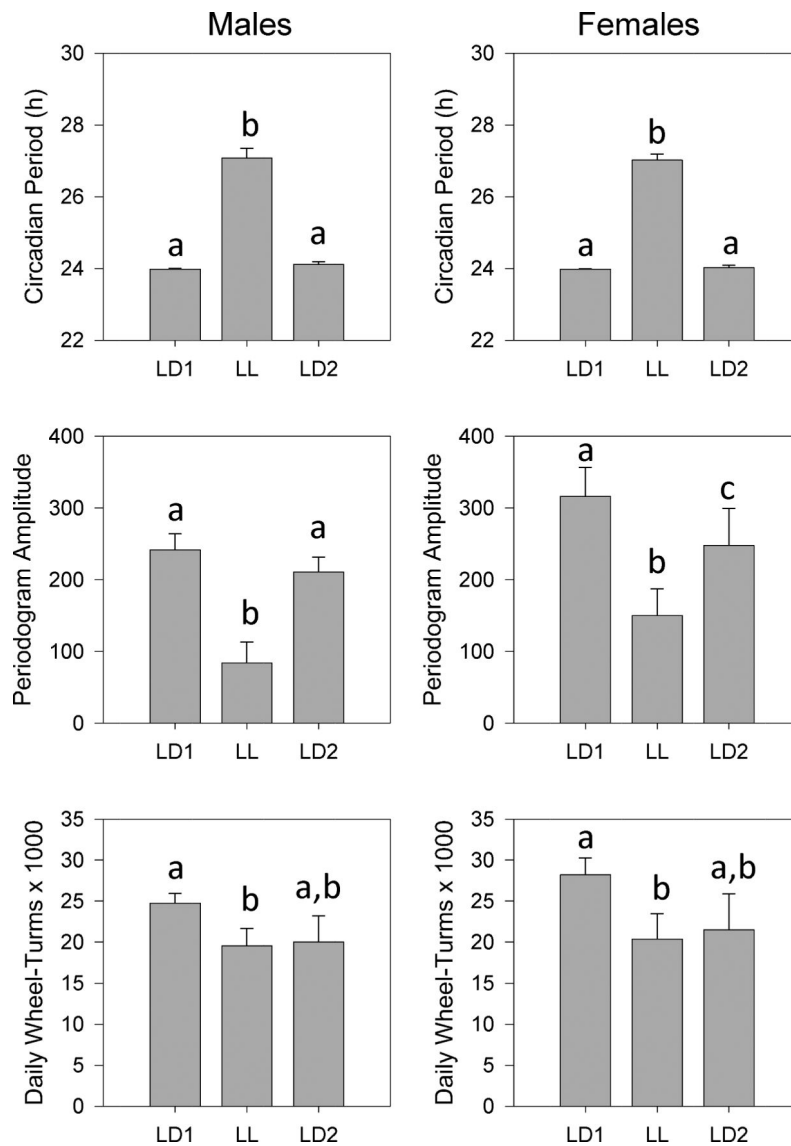 Males
Females
Circadian Period (h)
30
28
26
24
22
a
b
a
LD1 LL LD2
Circadian Period (h)
30
28
26
24
22
a
b
a
LD1 LL LD2
Periodogram Amplitude
400
300
200
100
0
a
b
a
LD1 LL LD2
Periodogram Amplitude
400
300
200
100
0
a
b
c
LD1 LL LD2
Daily Wheel-Turms x 1000
35
30
25
20
15
10
5
0
a
b
a,b
LD1 LL LD2
Daily Wheel-Turms x 1000
35
30
25
20
15
10
5
0
a
b
a,b
LD1 LL LD2